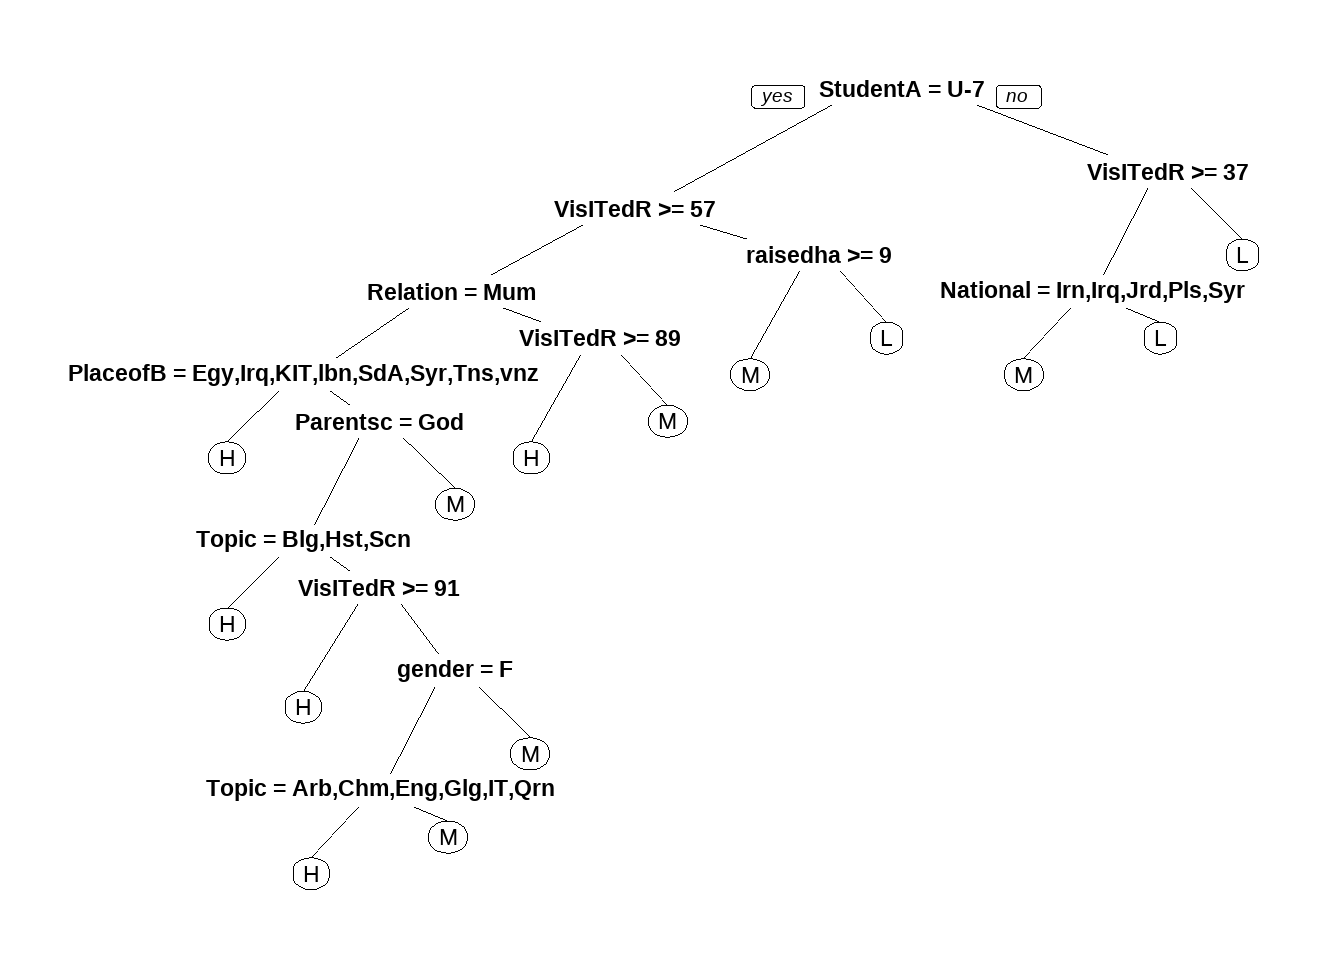 yes StudentA = U-7 no
VisITedR >= 37
VisITedR >= 57
raisedha >= 9
L
Relation = Mum
National = Irn,Irq,Jrd,Pls,Syr
VisITedR >= 89
L
L
PlaceofB = Egy,Irq,KIT,lbn,SdA,Syr,Tns,vnz
M
M
Parentsc = God
M
H
H
M
Topic = Blg,Hst,Scn
VisITedR >= 91
H
gender = F
H
M
Topic = Arb,Chm,Eng,Glg,IT,Qrn
M
H